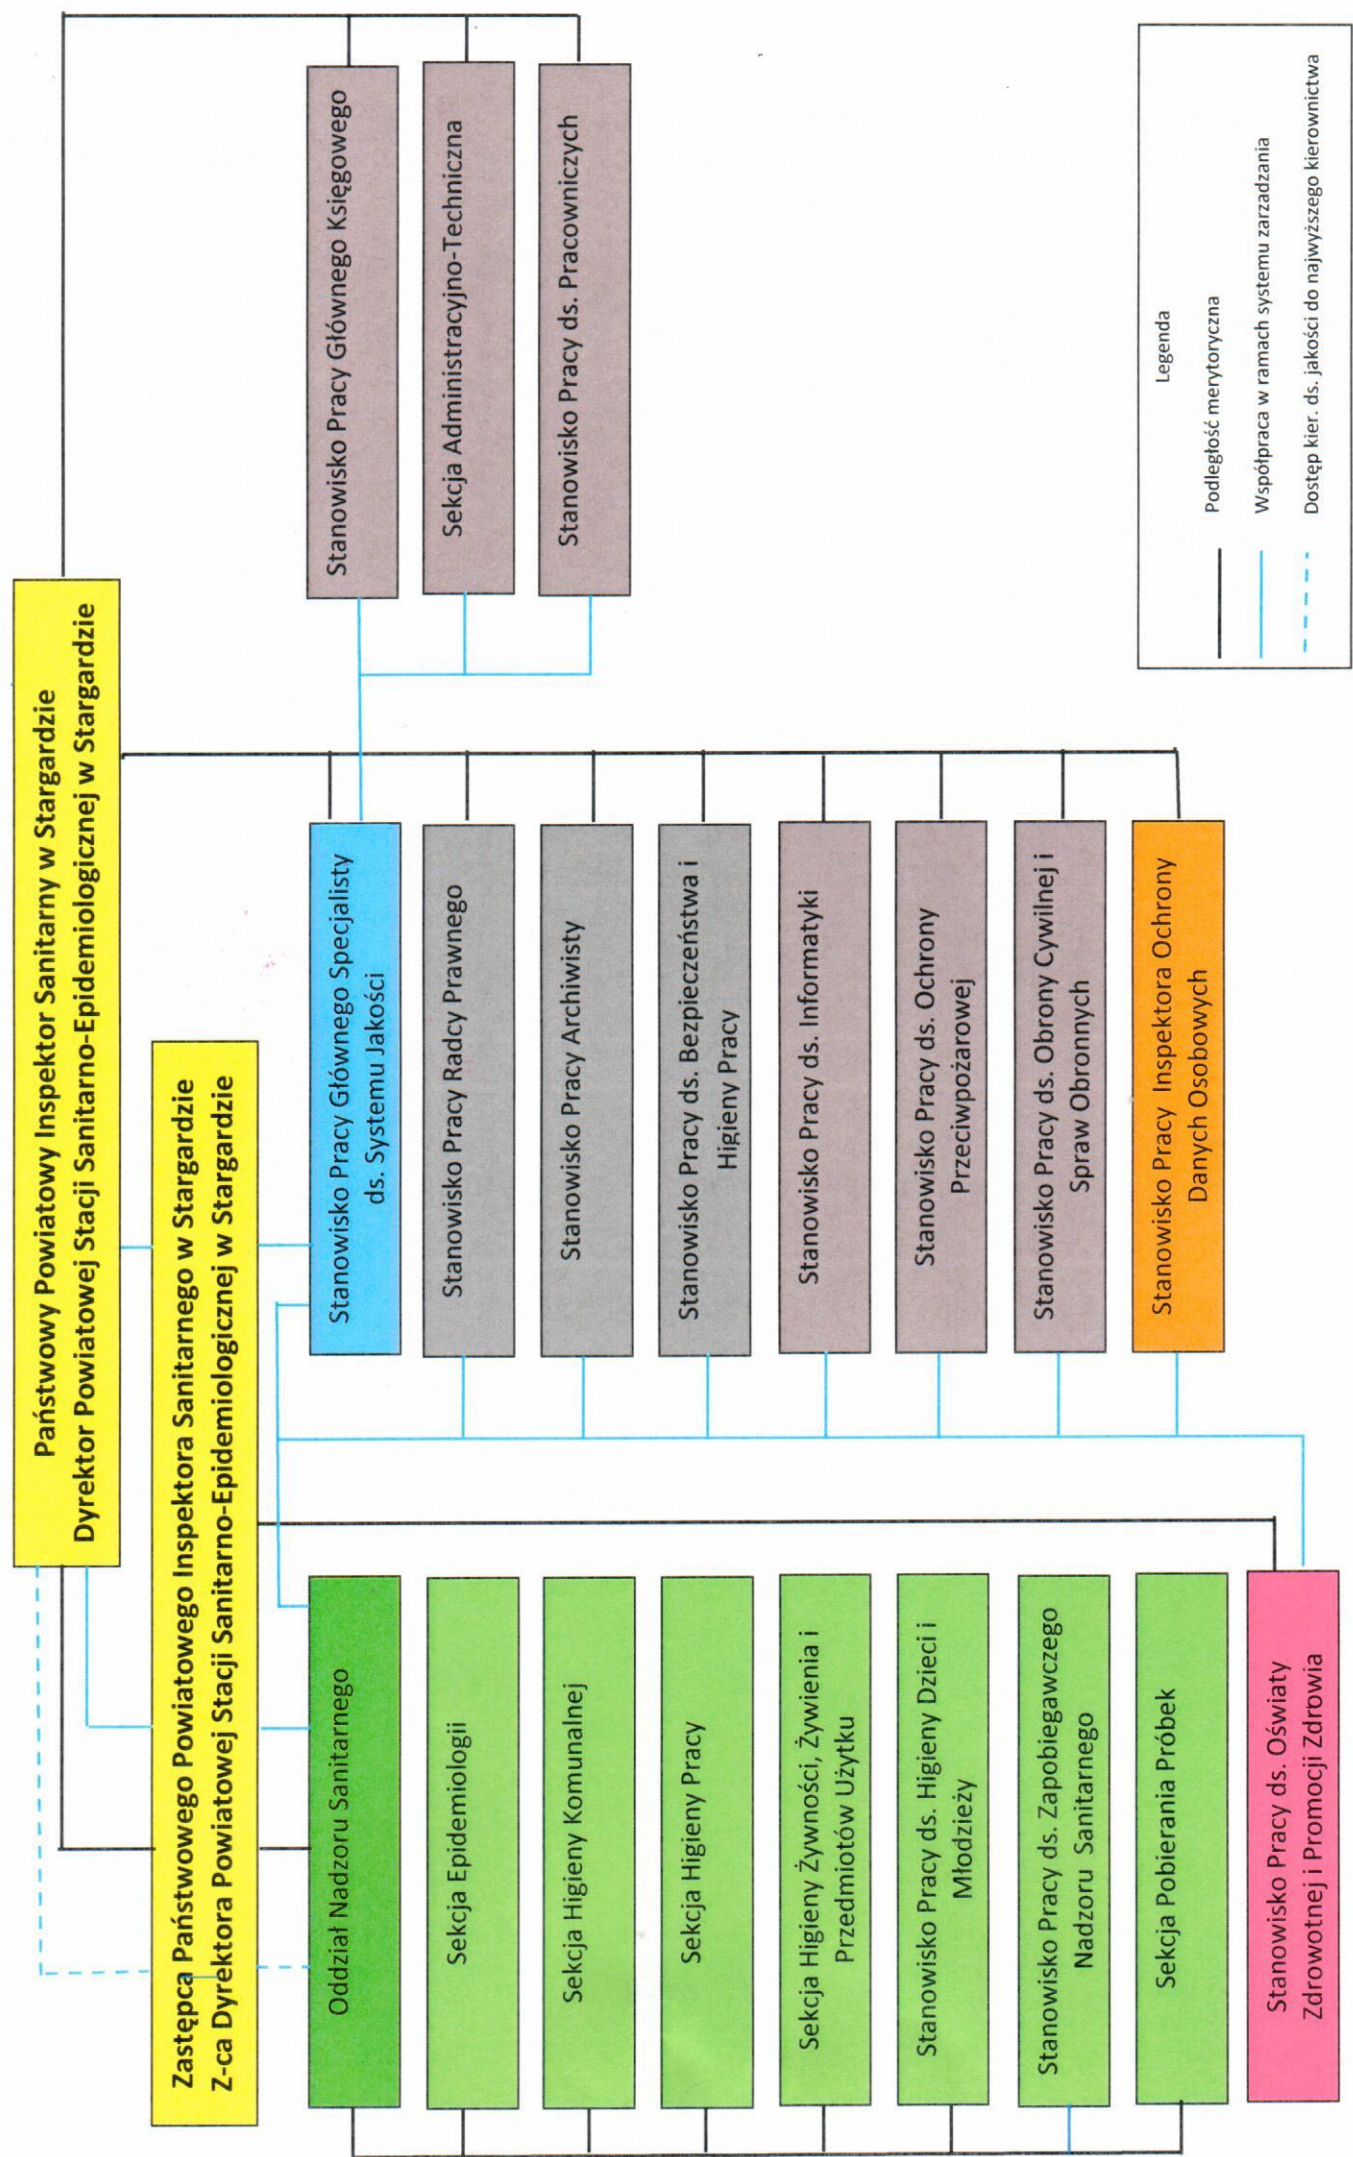 Państwowy Powiatowy Inspektor Sanitarny w Stargardzie
Dyrektor Powiatowej Stacji Sanitarno-Epidemiologicznej w Stargardzie
Zastępca Państwowego Powiatowego Inspektora Sanitarnego w Stargardzie
Z-ca Dyrektora Powiatowej Stacji Sanitarno-Epidemiologicznej w Stargardzie
Oddział Nadzoru Sanitarnego
Sekcja Epidemiologii
Sekcja Higieny Komunalnej
Sekcja Higieny Pracy
Sekcja Higieny Żywności, Żywienia i
Przedmiotów Użytku
Stanowisko Pracy ds. Higieny Dzieci i
Młodzieży
Stanowisko Pracy ds. Zapobiegawczego
Nadzoru Sanitarnego
Sekcja Pobierania Próbek
Stanowisko Pracy ds. Oświaty
Zdrowotnej i Promocji Zdrowia
Stanowisko Pracy Głównego Specjalisty
ds. Systemu Jakości
Stanowisko Pracy Radcy Prawnego
Stanowisko Pracy Archiwisty
Stanowisko Pracy ds. Bezpieczeństwa i
Higieny Pracy
Stanowisko Pracy ds. Informatyki
Stanowisko Pracy ds. Ochrony
Przeciwpożarowej
Stanowisko Pracy ds. Obrony Cywilnej i
Spraw Obronnych
Stanowisko Pracy Inspektora Ochrony
Danych Osobowych
Stanowisko Pracy Głównego Księgowego
Sekcja Administracyjno-Techniczna
Stanowisko Pracy ds. Pracowniczych
Legenda
Podległość merytoryczna
Współpraca w ramach systemu zarzadzania
Dostęp kier. ds. jakości do najwyższego kierownictwa